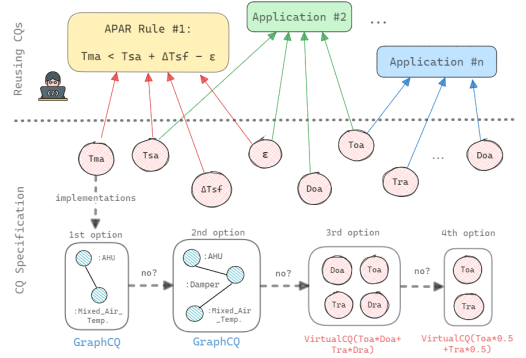 Reusing CQs
APAR Rule #1:
Tma < Tsa + ΔTsf − ε
Application #2
...
Application #n
CQ Specification
Tma
Tsa
ΔTsf
ε
Doa
Toa
Tra
...
Doa
implementations
1st option
2nd option
3rd option
4th option
:AHU
:Mixed_Air_
Temp.
no?
:AHU
:Damper
:Mixed_Air
_Temp.
no?
Doa
Toa
Tra
Dra
no?
Toa
Tra
GraphCQ
GraphCQ
VirtualCQ(Toa*Doa+
Tra*Dra)
VirtualCQ(Toa*0.5
+Tra*0.5)